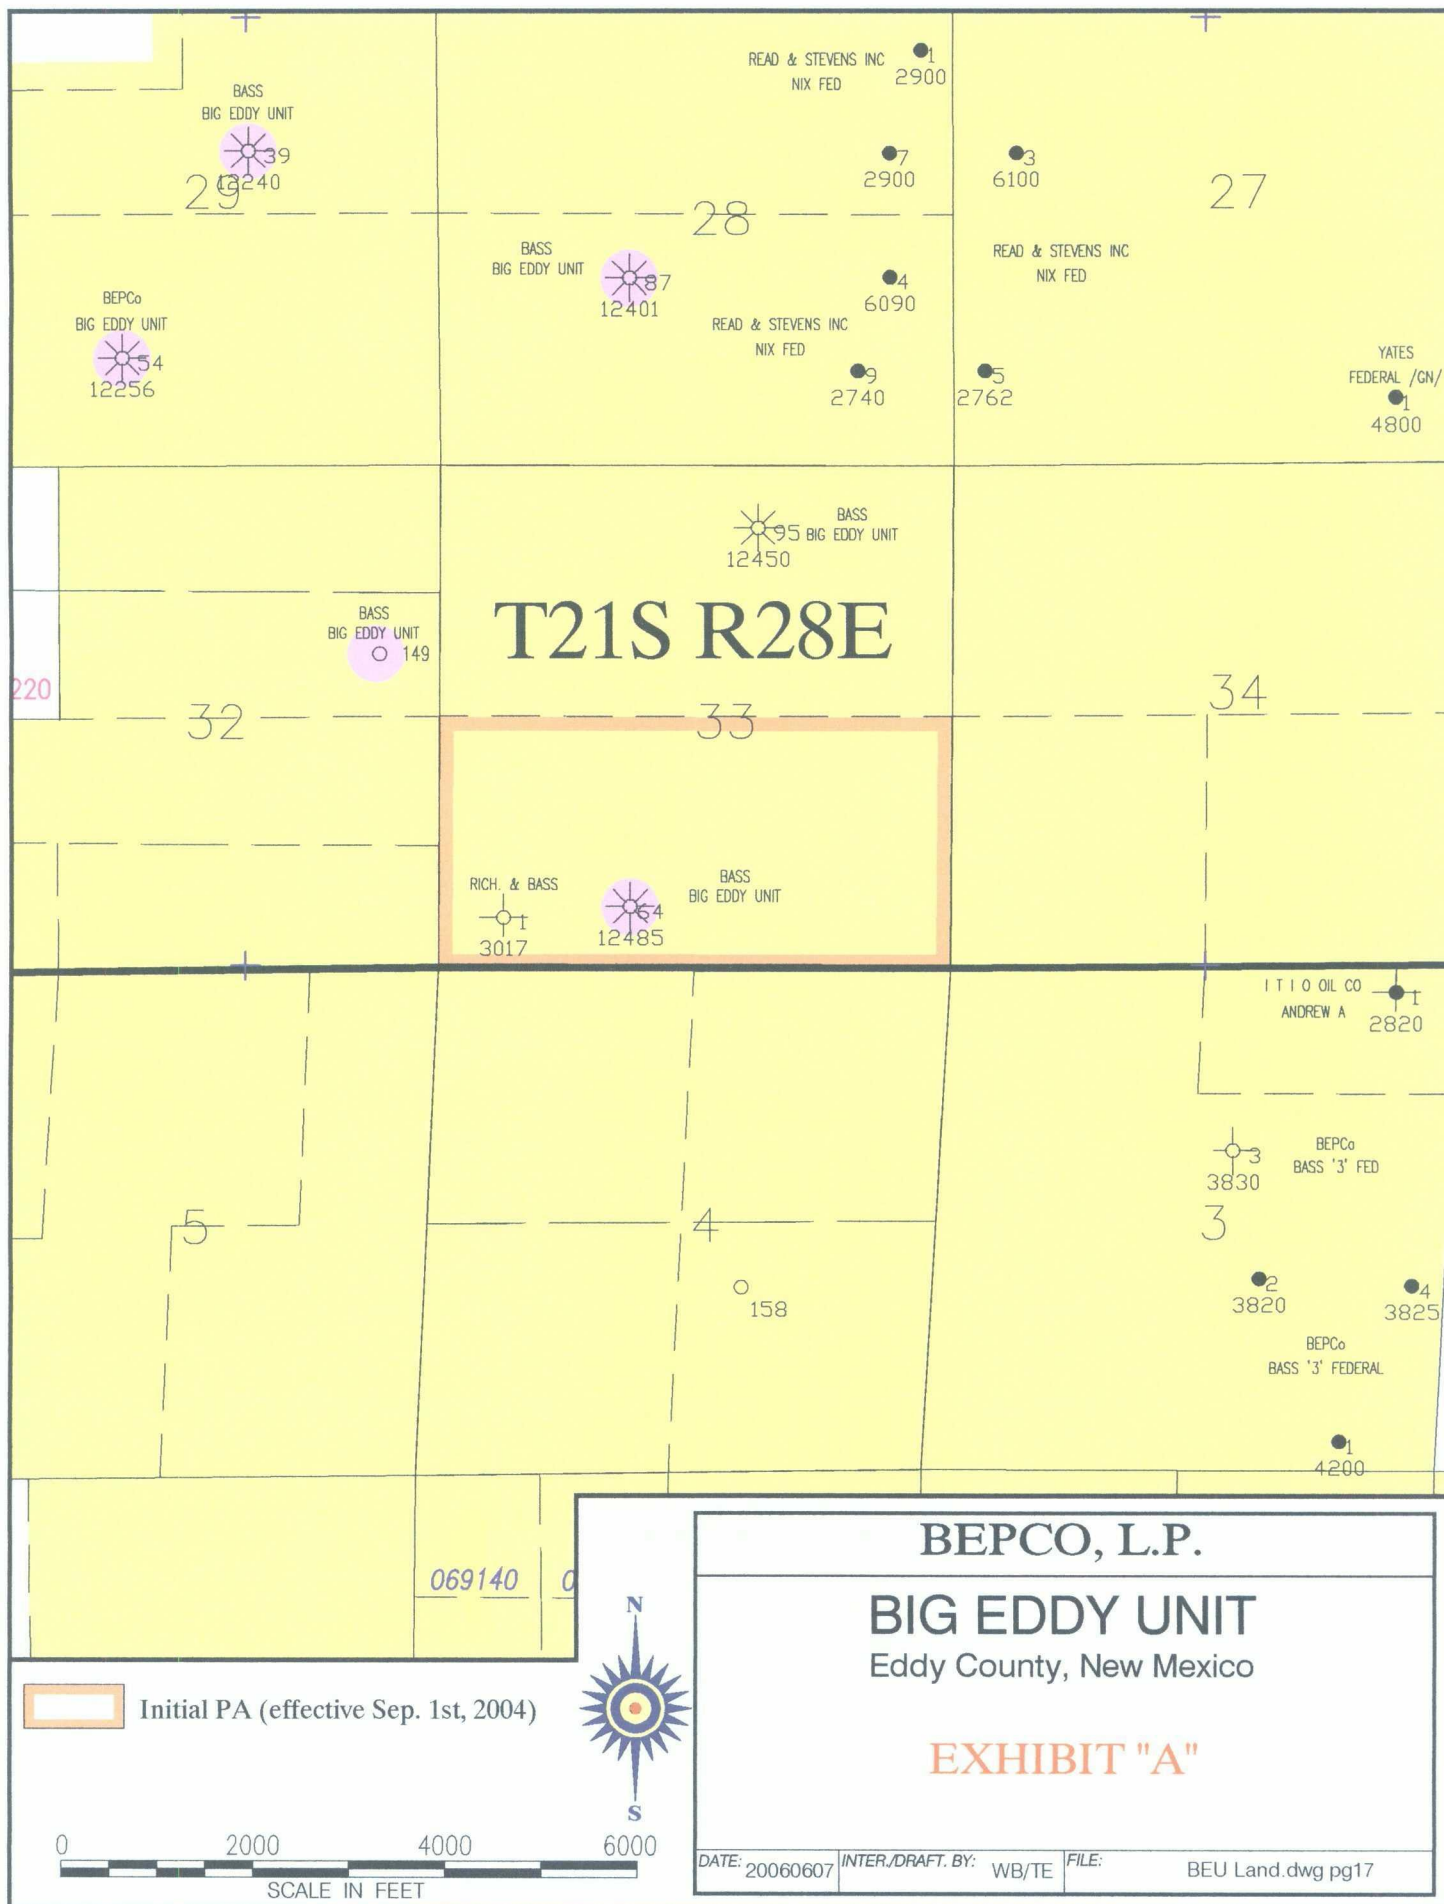 READ & STEVENS INC
NIX FED
1
2900
BASS
BIG EDDY UNIT
39
12240
29
7
2900
3
6100
27
28
BASS
BIG EDDY UNIT
87
12401
4
6090
READ & STEVENS INC
NIX FED
READ & STEVENS INC
NIX FED
BEPCo
BIG EDDY UNIT
54
12256
9
2740
5
2762
YATES
FEDERAL /GN/
1
4800
95
12450
BASS
BIG EDDY UNIT
T21S R28E
BASS
BIG EDDY UNIT
149
220
32
33
34
RICH. & BASS
1
3017
64
12485
BASS
BIG EDDY UNIT
I T I O OIL CO
ANDREW A
1
2820
3
3830
BEPCo
BASS '3' FED
5
4
3
158
2
3820
4
3825
BEPCo
BASS '3' FEDERAL
1
4200
069140
0
BEPCO, L.P.
BIG EDDY UNIT
Eddy County, New Mexico
EXHIBIT "A"
N
S
Initial PA (effective Sep. 1st, 2004)
0 2000 4000 6000
SCALE IN FEET
DATE: 20060607 INTER./DRAFT. BY: WB/TE FILE: BEU Land.dwg pg17